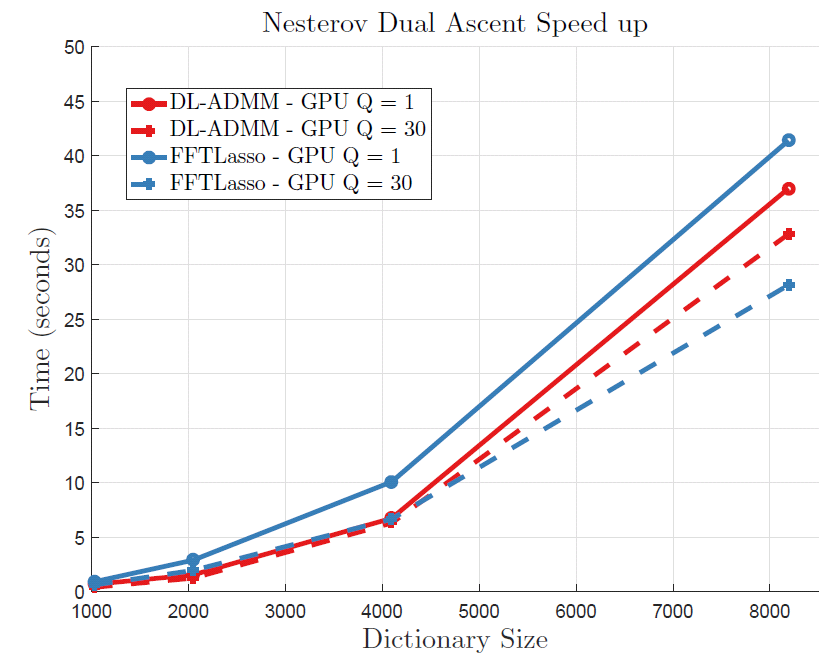 Nesterov Dual Ascent Speed up
50
45
40
35
30
25
20
15
10
5
0
Time (seconds)
DL-ADMM - GPU Q = 1
DL-ADMM - GPU Q = 30
FFTLasso - GPU Q = 1
FFTLasso - GPU Q = 30
1000 2000 3000 4000 5000 6000 7000 8000
Dictionary Size